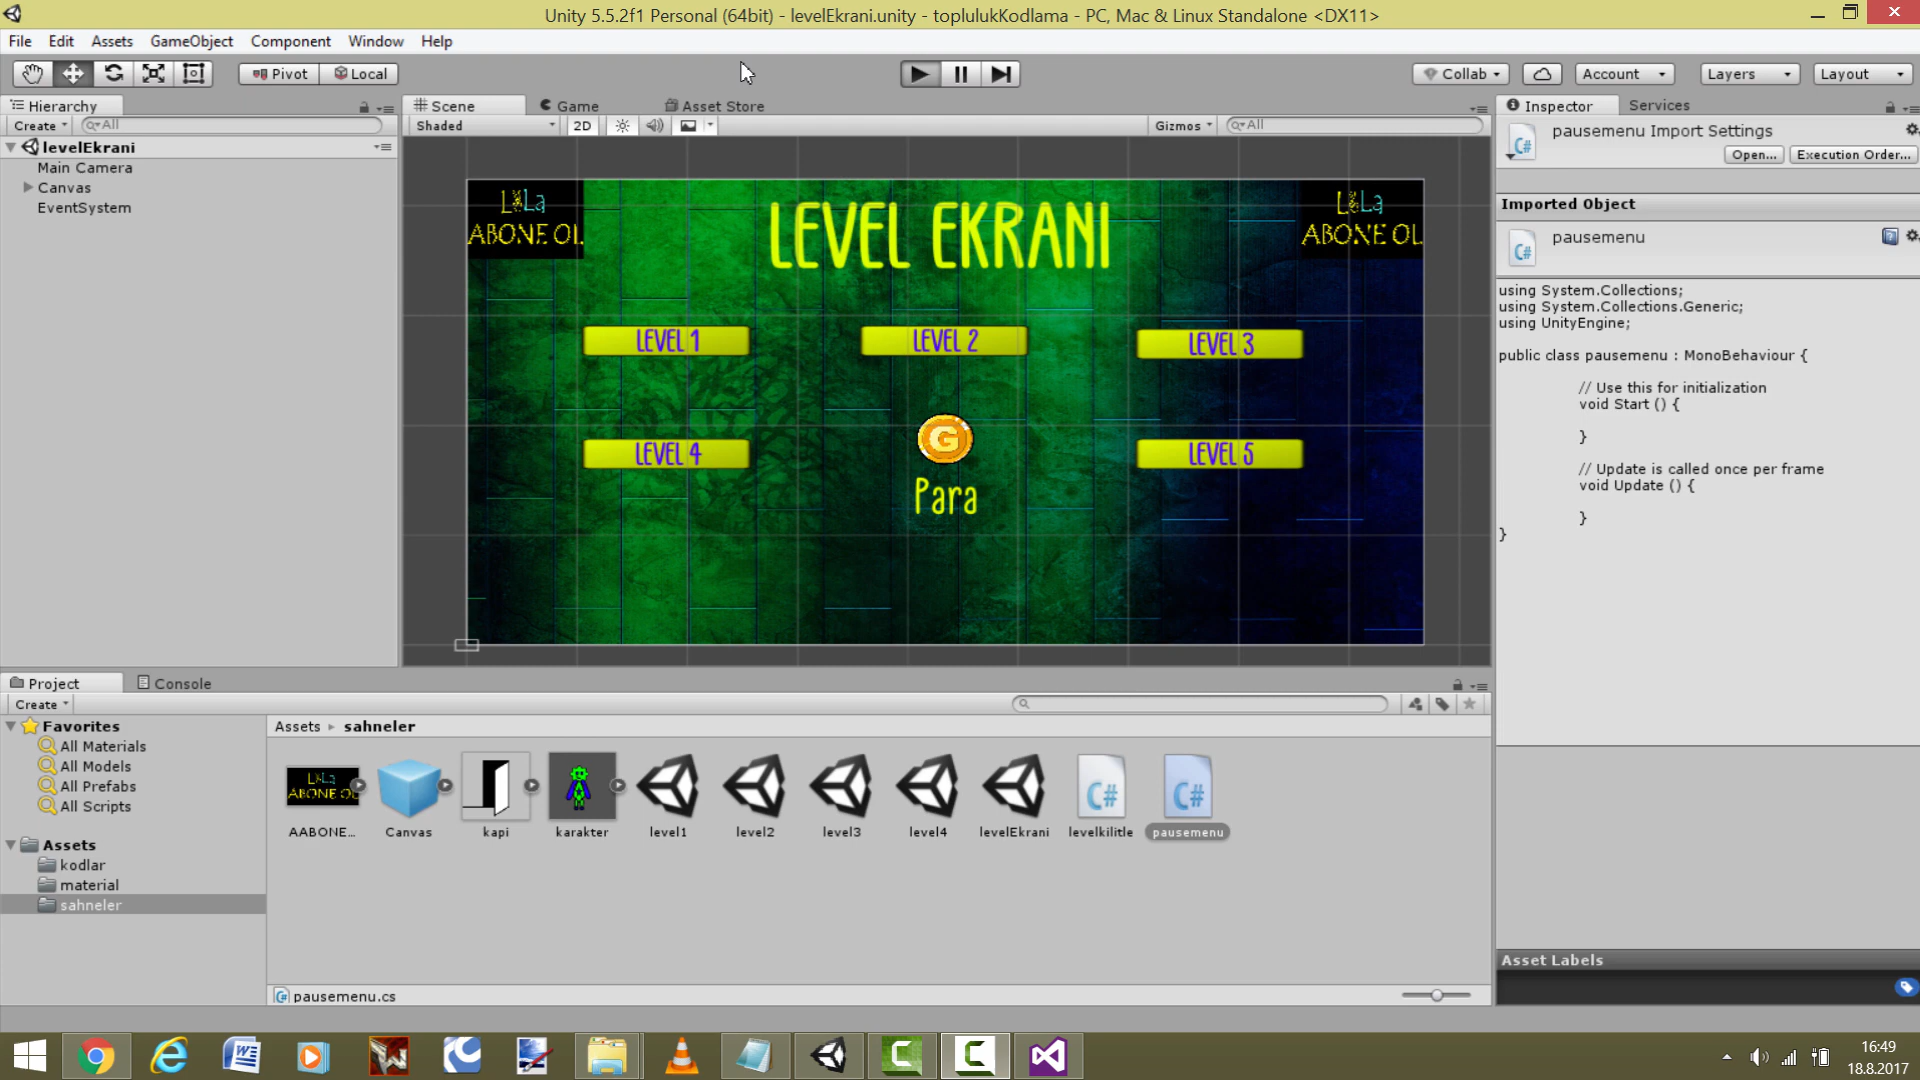 Unity 5.5.2f1 Personal (64bit) - levelEkrani.unity - toplulukKodlama - PC, Mac & Linux Standalone <DX11>
File Edit Assets GameObject Component Window Help
Pivot Local Collab Account Layers Layout
Hierarchy
Create All
levelEkrani
Main Camera
Canvas
EventSystem
Scene Game Asset Store
Shaded 2D Gizmos All
ABONE OL
LEVEL EKRANI
ABONE OL
LEVEL 1 LEVEL 2 LEVEL 3
LEVEL 4 LEVEL 5
G
Para
Inspector Services
pausemenu Import Settings
Open... Execution Order...
Imported Object
pausemenu
using System.Collections;
using System.Collections.Generic;
using UnityEngine;
public class pausemenu : MonoBehaviour {
// Use this for initialization
void Start () {
}
// Update is called once per frame
void Update () {
}
}
Asset Labels
Project Console
Create
Favorites
All Materials
All Models
All Prefabs
All Scripts
Assets
kodlar
material
sahneler
Assets sahneler
AABONE... Canvas kapi karakter level1 level2 level3 level4 levelEkrani levelkilitle pausemenu
pausemenu.cs
16:49
18.8.2017